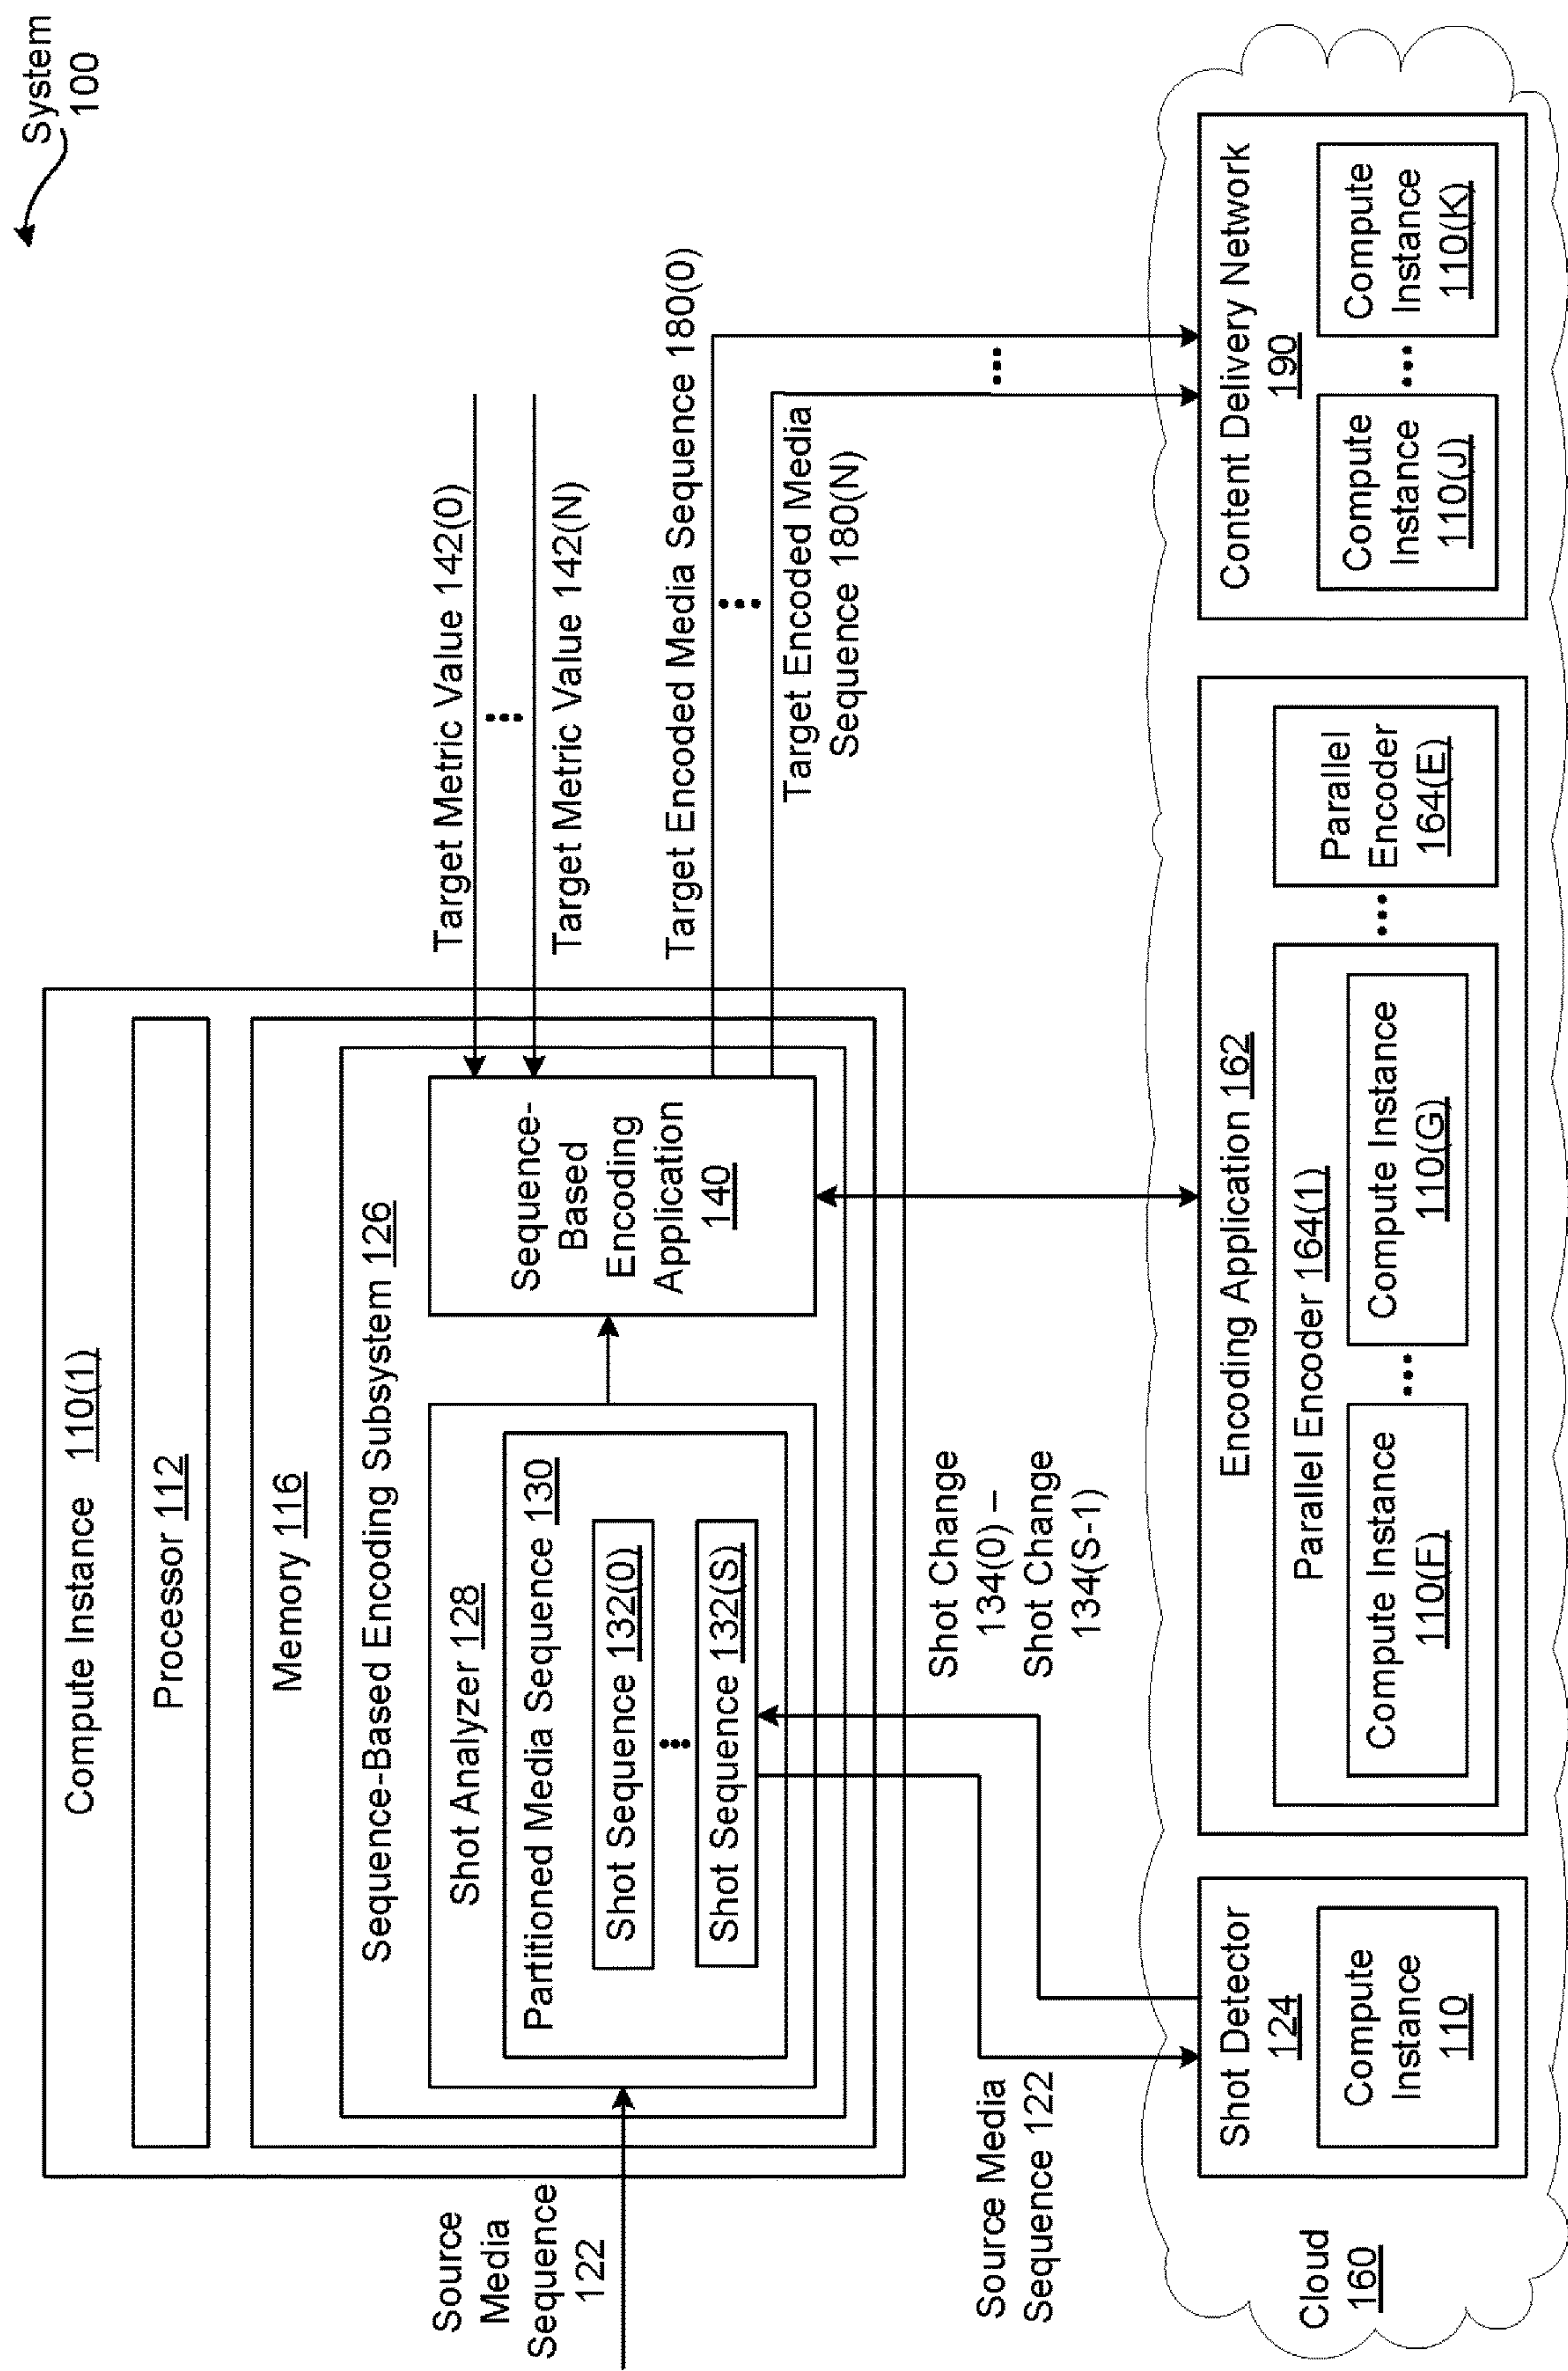 System
100
Compute Instance 110(1)
Processor 112
Memory 116
Sequence-Based Encoding Subsystem 126
Shot Analyzer 128
Partitioned Media Sequence 130
Shot Sequence 132(0)
Shot Sequence 132(S)
Sequence-
Based
Encoding
Application
140
Source
Media
Sequence
122
Target Metric Value 142(0)
Target Metric Value 142(N)
Target Encoded Media Sequence 180(0)
Target Encoded Media
Sequence 180(N)
Source Media
Sequence 122
Shot Change
134(0) –
Shot Change
134(S-1)
Cloud
160
Shot Detector
124
Compute
Instance
110
Encoding Application 162
Parallel Encoder 164(1)
Compute Instance
110(F)
Compute Instance
110(G)
Parallel
Encoder
164(E)
Content Delivery Network
190
Compute
Instance
110(J)
Compute
Instance
110(K)